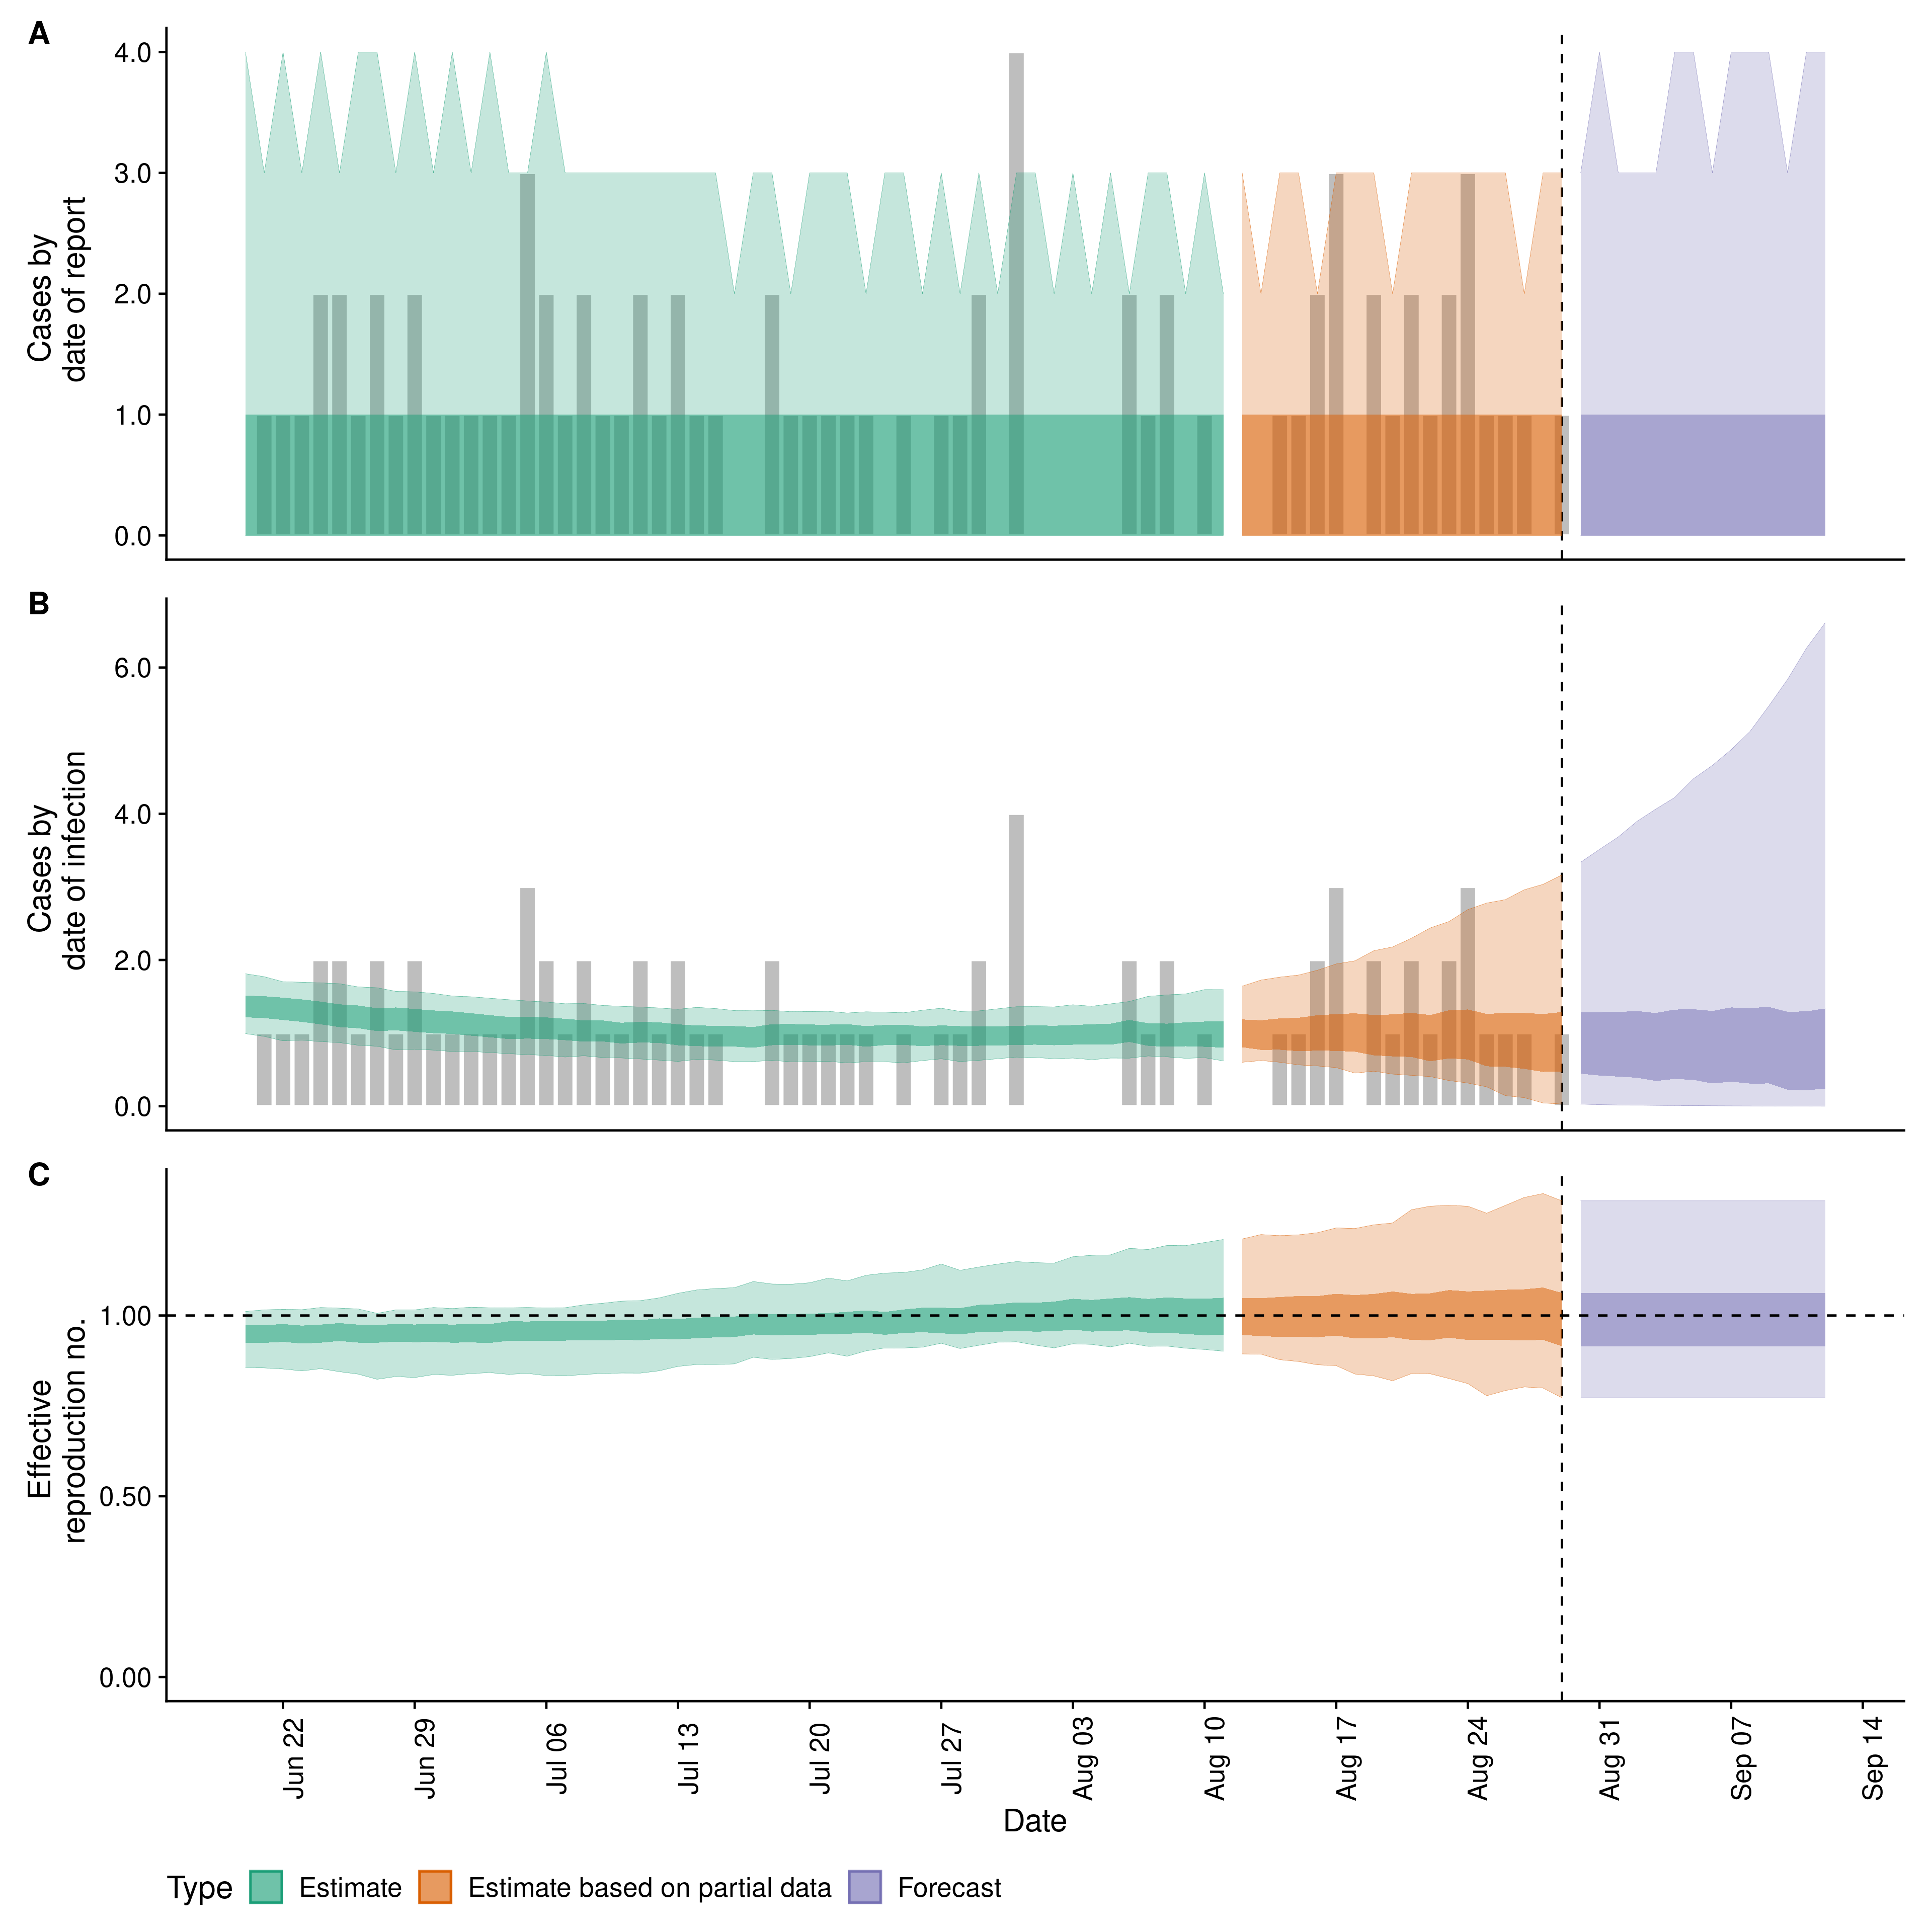 A
Cases by
date of report
4.0
3.0
2.0
1.0
0.0
B
Cases by
date of infection
6.0
4.0
2.0
0.0
C
Effective
reproduction no.
1.00
0.50
0.00
Jun 22
Jun 29
Jul 06
Jul 13
Jul 20
Jul 27
Aug 03
Aug 10
Aug 17
Aug 24
Aug 31
Sep 07
Sep 14
Date
Type Estimate Estimate based on partial data Forecast